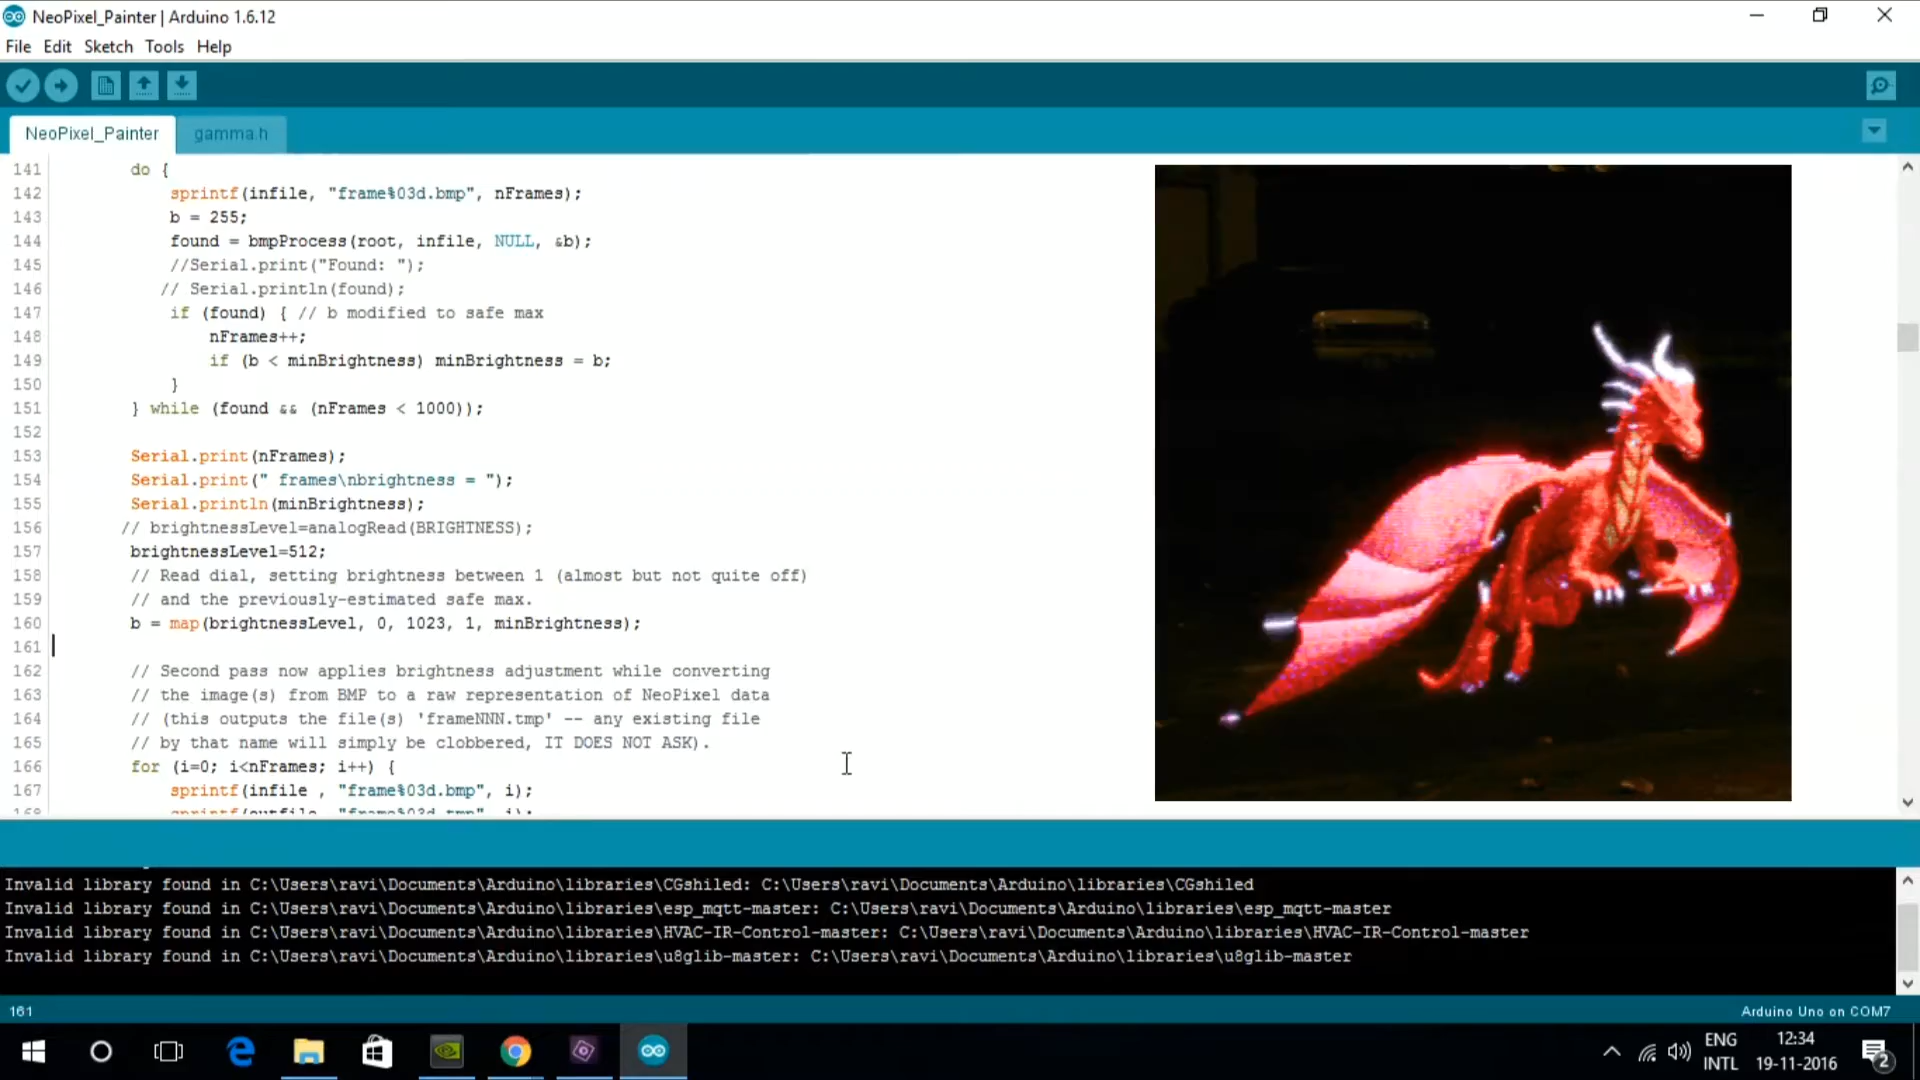 NeoPixel_Painter | Arduino 1.6.12
File Edit Sketch Tools Help
NeoPixel_Painter gamma.h
141 do {
142 sprintf(infile, "frame%03d.bmp", nFrames);
143 b = 255;
144 found = bmpProcess(root, infile, NULL, &b);
145 //Serial.print("Found: ");
146 // Serial.println(found);
147 if (found) { // b modified to safe max
148 nFrames++;
149 if (b < minBrightness) minBrightness = b;
150 }
151 } while (found && (nFrames < 1000));
152
153 Serial.print(nFrames);
154 Serial.print(" frames\nbrightness = ");
155 Serial.println(minBrightness);
156 // brightnessLevel=analogRead(BRIGHTNESS);
157 brightnessLevel=512;
158 // Read dial, setting brightness between 1 (almost but not quite off)
159 // and the previously-estimated safe max.
160 b = map(brightnessLevel, 0, 1023, 1, minBrightness);
161
162 // Second pass now applies brightness adjustment while converting
163 // the image(s) from BMP to a raw representation of NeoPixel data
164 // (this outputs the file(s) 'frameNNN.tmp' -- any existing file
165 // by that name will simply be clobbered, IT DOES NOT ASK).
166 for (i=0; i<nFrames; i++) {
167 sprintf(infile , "frame%03d.bmp", i);
168 sprintf(outfile, "frame%03d.tmp", i);
Invalid library found in C:\Users\ravi\Documents\Arduino\libraries\CGshiled: C:\Users\ravi\Documents\Arduino\libraries\CGshiled
Invalid library found in C:\Users\ravi\Documents\Arduino\libraries\esp_mqtt-master: C:\Users\ravi\Documents\Arduino\libraries\esp_mqtt-master
Invalid library found in C:\Users\ravi\Documents\Arduino\libraries\HVAC-IR-Control-master: C:\Users\ravi\Documents\Arduino\libraries\HVAC-IR-Control-master
Invalid library found in C:\Users\ravi\Documents\Arduino\libraries\u8glib-master: C:\Users\ravi\Documents\Arduino\libraries\u8glib-master
161 Arduino Uno on COM7
ENG 12:34
INTL 19-11-2016 2